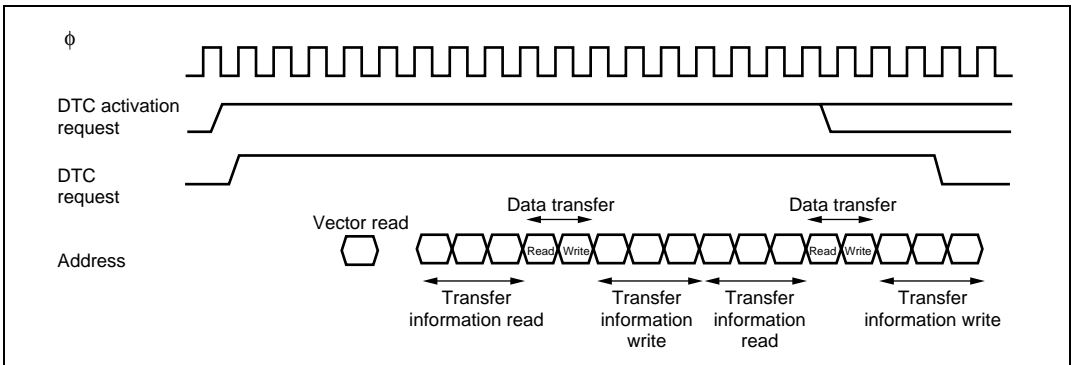 ϕ
DTC activation
request
DTC
request
Data transfer
Data transfer
Vector read
Read
Write
Read
Write
Address
Transfer
information read
Transfer
information
write
Transfer
information
read
Transfer
information write